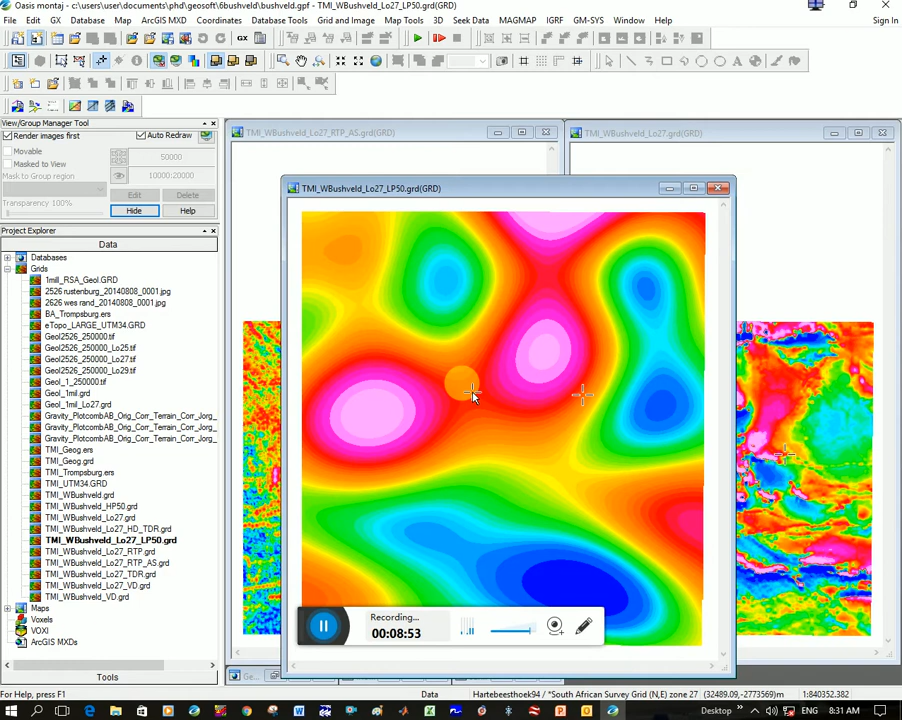 Oasis montaj: c:\users\user\documents\phd\geosoft\6bushveld\bushveld.gpf - TMI_WBushveld_Lo27_LP50.grd(GRD)
File GX Database Map ArcGIS MXD Coordinates Database Tools Grid and Image Map Tools 3D Seek Data MAGMAP IGRF GM-SYS Window Help
Sign In
GX
View/Group Manager Tool
Render images first
Auto Redraw
Movable
Masked to View
50000
Mask to Group region
10000:20000
Transparency 100%
Edit
Delete
Hide
Help
Project Explorer
Data
Databases
Grids
1mill_RSA_Geol.GRD
2526 rustenburg_20140808_0001.jpg
2626 wes rand_20140808_0001.jpg
BA_Trompsburg.ers
eTopo_LARGE_UTM34.GRD
Geol2526_250000.tif
Geol2526_250000_Lo25.tif
Geol2526_250000_Lo27.tif
Geol2526_250000_Lo29.tif
Geol_1_250000.tif
Geol_1mil.grd
Geol_1mil_Lo27.grd
Gravity_PlotcombAB_Orig_Corr_Terrain_Corr_Jorg_
Gravity_PlotcombAB_Orig_Corr_Terrain_Corr_Jorg_
Gravity_PlotcombAB_Orig_Corr_Terrain_Corr_Jorg_
TMI_Geog.ers
TMI_Geog.grd
TMI_Trompsburg.ers
TMI_UTM34.GRD
TMI_WBushveld.grd
TMI_WBushveld_HP50.grd
TMI_WBushveld_Lo27.grd
TMI_WBushveld_Lo27_HD_TDR.grd
TMI_WBushveld_Lo27_LP50.grd
TMI_WBushveld_Lo27_RTP.grd
TMI_WBushveld_Lo27_RTP_AS.grd
TMI_WBushveld_Lo27_TDR.grd
TMI_WBushveld_Lo27_VD.grd
TMI_WBushveld_VD.grd
Maps
Voxels
VOXI
ArcGIS MXDs
Tools
TMI_WBushveld_Lo27_RTP_AS.grd(GRD)
TMI_WBushveld_Lo27.grd(GRD)
TMI_WBushveld_Lo27_LP50.grd(GRD)
Recording...
00:08:53
For Help, press F1
Data
Hartebeesthoek94 / *South African Survey Grid (N,E) zone 27
(32489.09,-2773569)m
1:840352.382
Desktop
ENG
8:31 AM